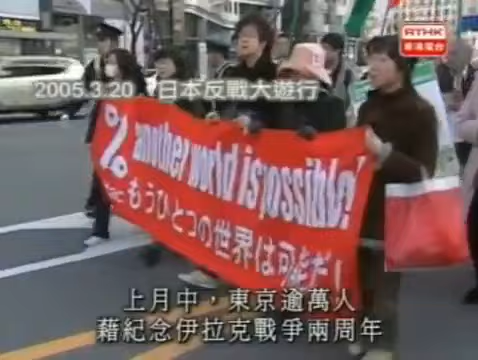 RTHK
香港電台
2005.3.20 日本反戰大遊行
% another world is possible!
もうひとつの世界は可能だ!
上月中，東京逾萬人
藉紀念伊拉克戰爭兩周年